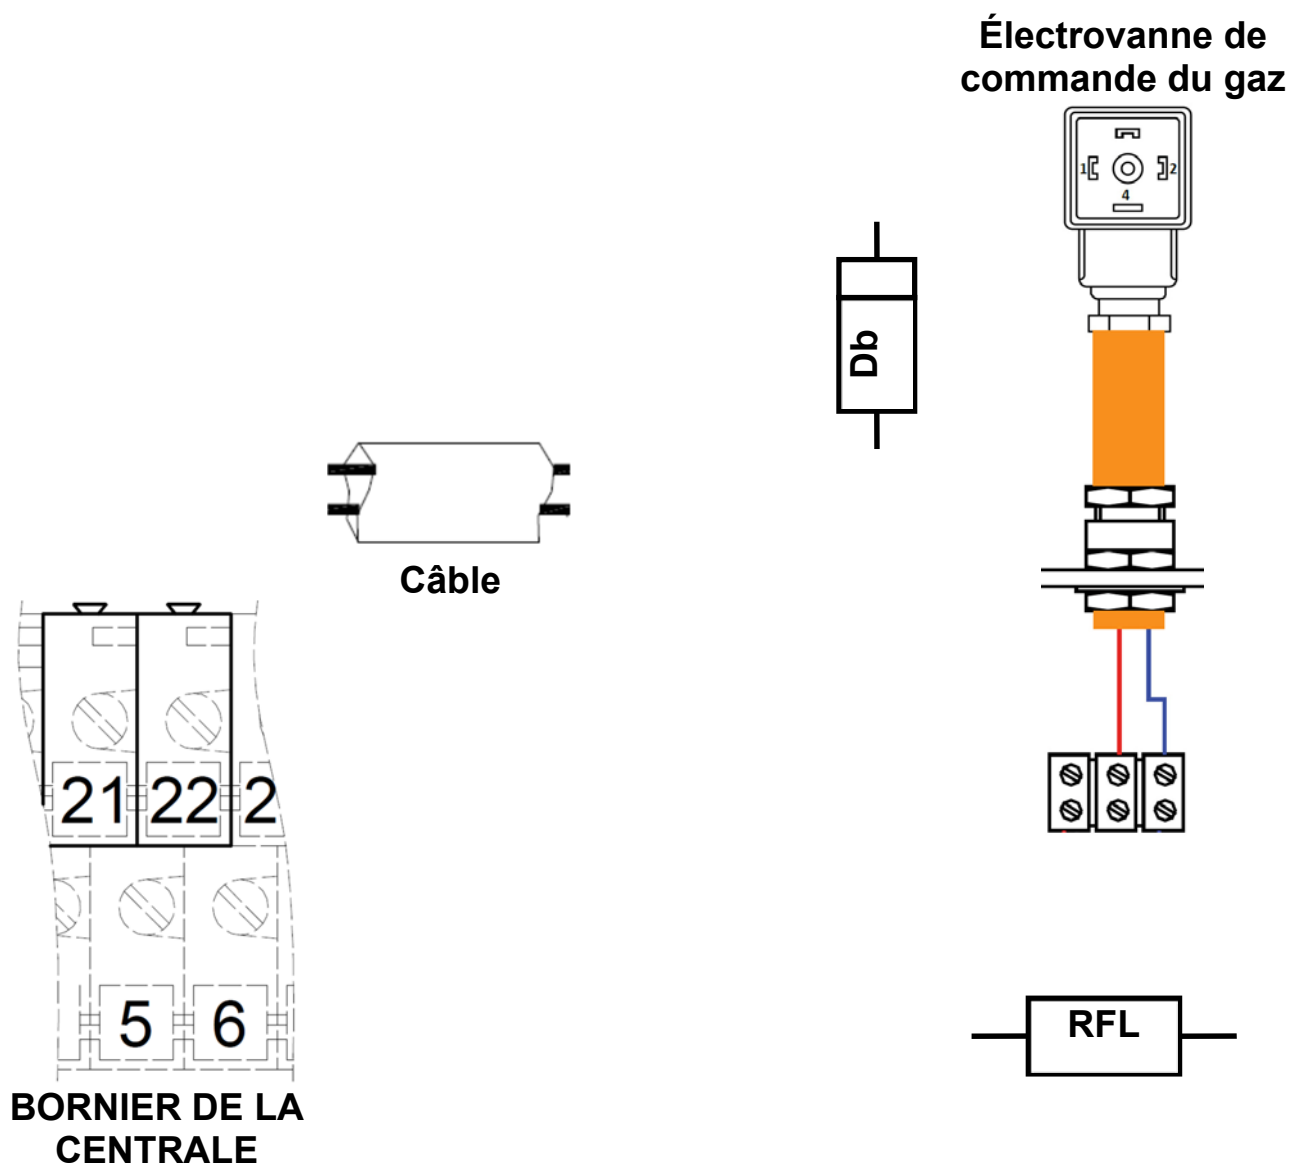 Électrovanne de
commande du gaz
1
2
4
Db
Câble
21
22
2
5
6
RFL
BORNIER DE LA
CENTRALE